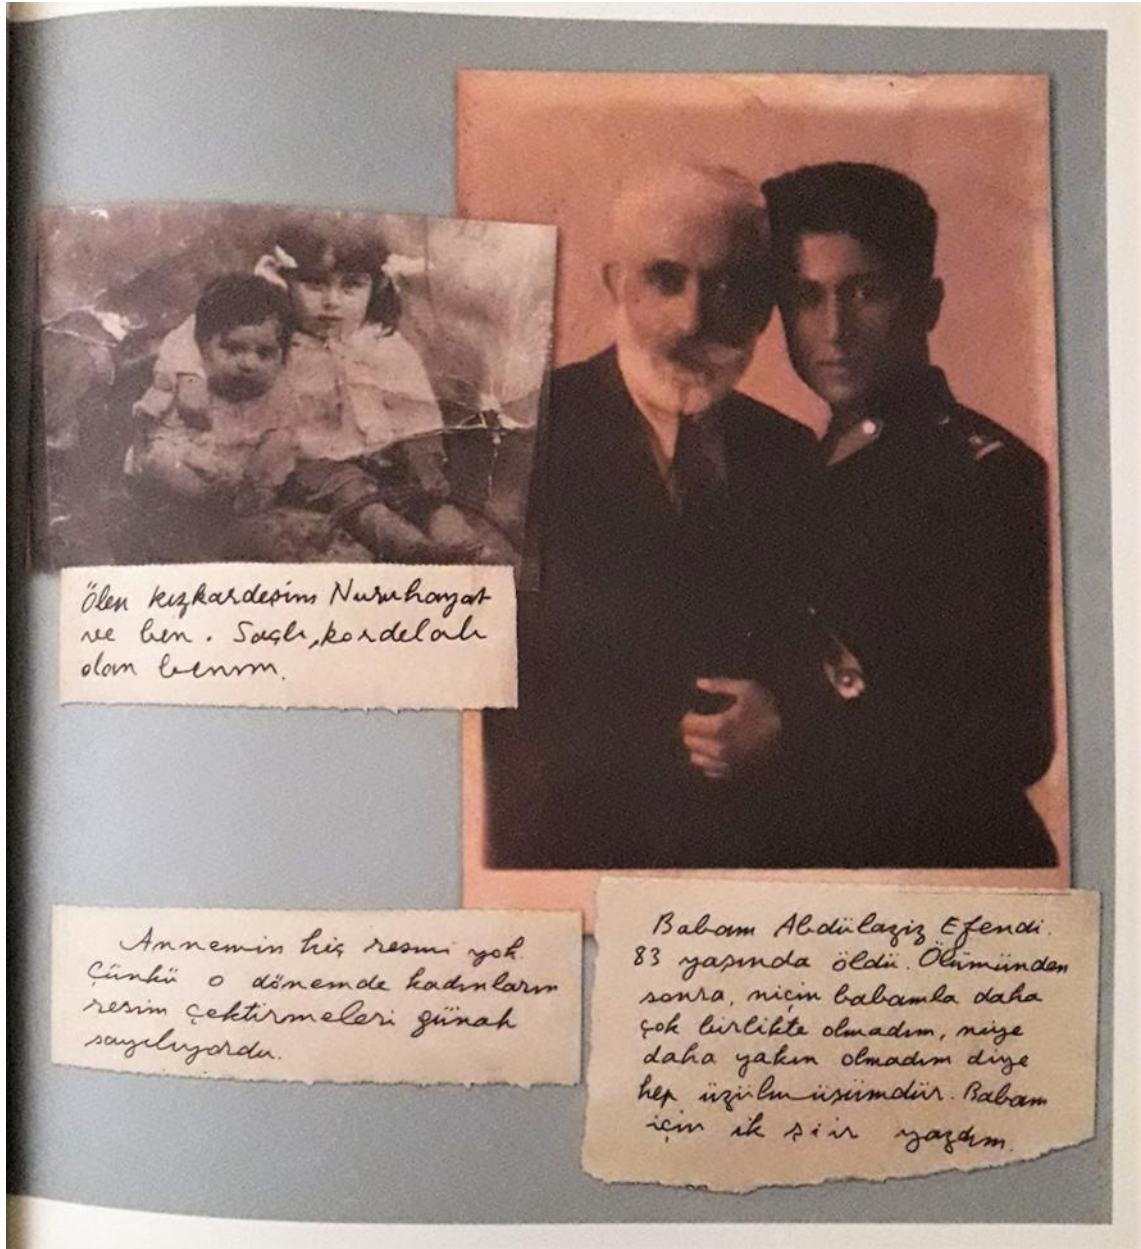 Ölen kızkardeşim Nuruhayat
ve ben. Saçlı, kordelalı
olan benim.
Annemin hiç resmi yok.
Çünkü o dönemde kadınların
resim çektirmeleri günah
sayılıyordu.
Babam Abdülaziz Efendi.
83 yaşında öldü. Ölümünden
sonra, niçin babamla daha
çok birlikte olmadım, niye
daha yakın olmadım diye
hep üzülmüşümdür. Babam
için ik şiir yazdım.